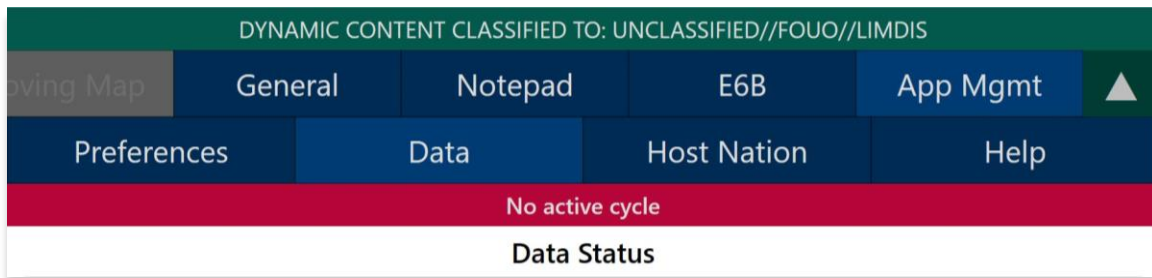 DYNAMIC CONTENT CLASSIFIED TO: UNCLASSIFIED//FOUO//LIMDIS
oving Map General Notepad E6B App Mgmt
Preferences Data Host Nation Help
No active cycle
Data Status